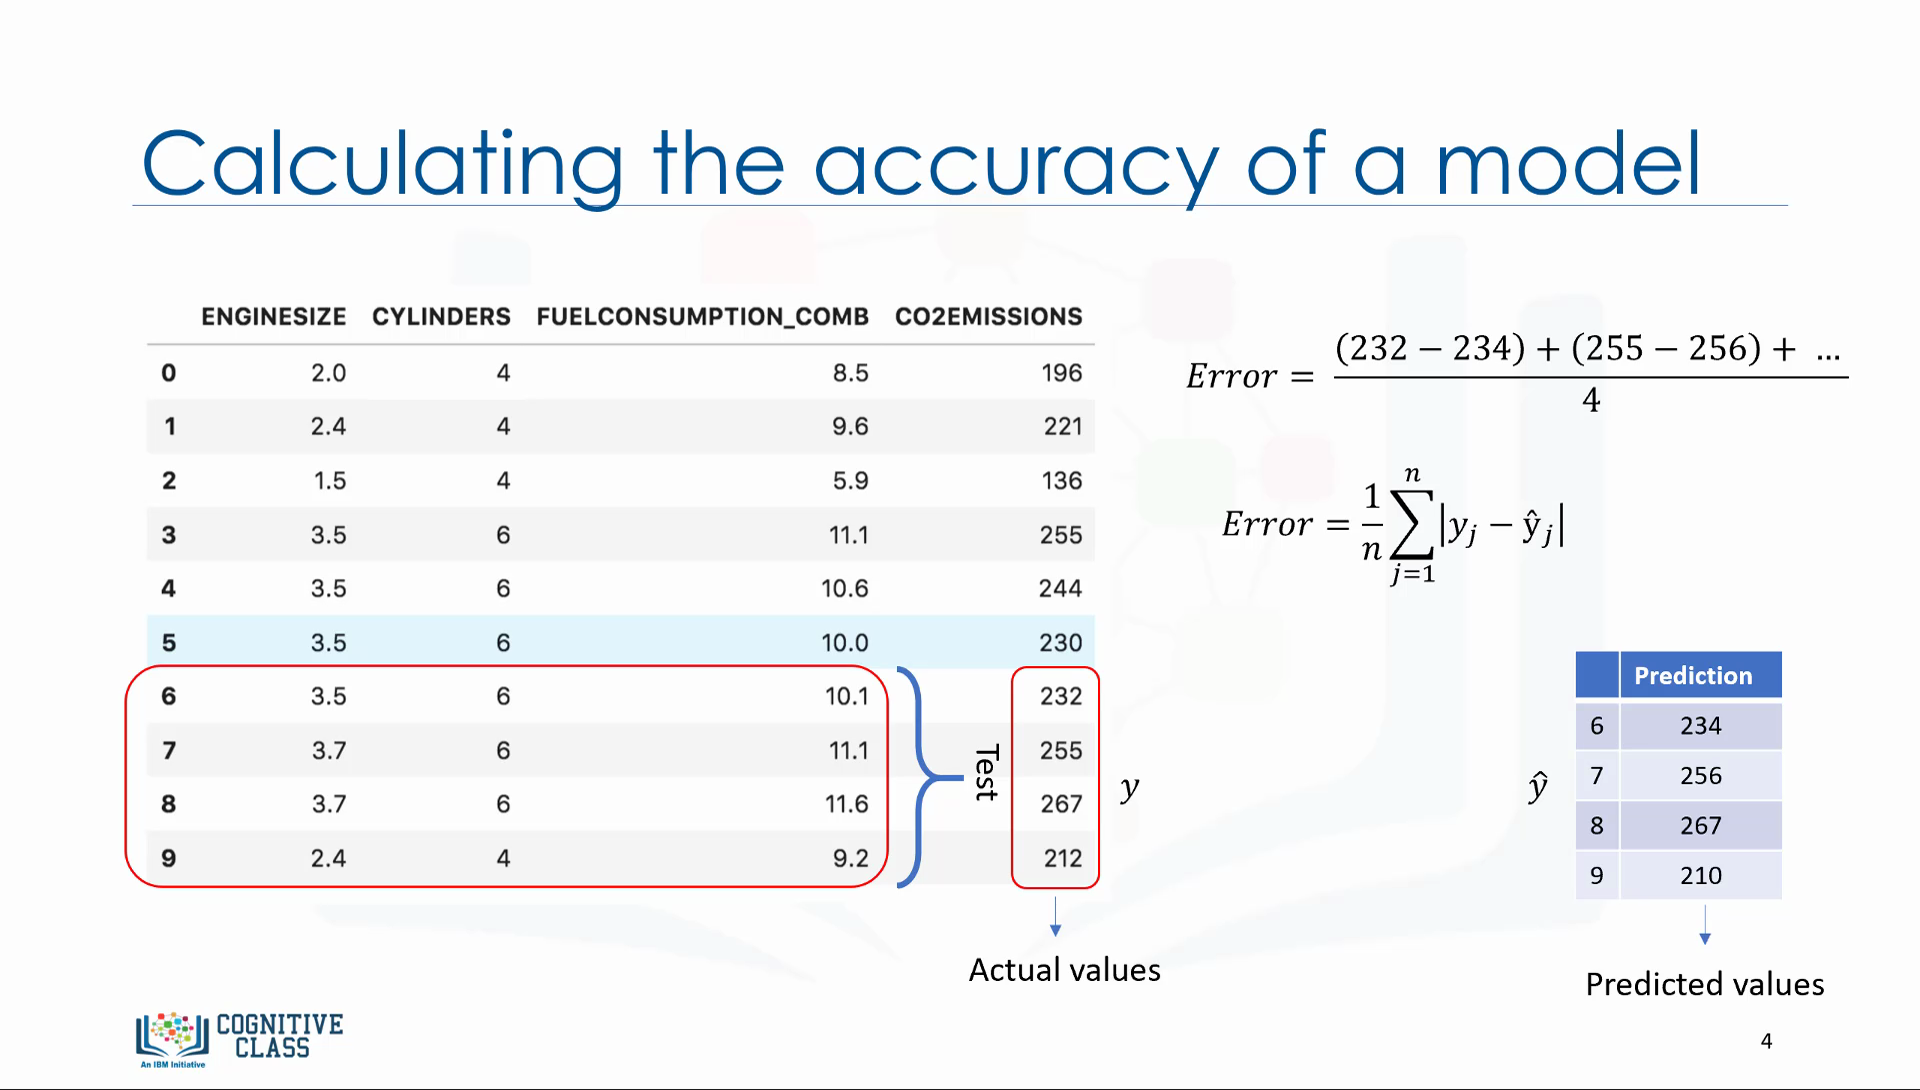 Calculating the accuracy of a model
ENGINESIZE CYLINDERS FUELCONSUMPTION_COMB CO2EMISSIONS
0 2.0 4 8.5 196
1 2.4 4 9.6 221
2 1.5 4 5.9 136
3 3.5 6 11.1 255
4 3.5 6 10.6 244
5 3.5 6 10.0 230
6 3.5 6 10.1 232
7 3.7 6 11.1 255
8 3.7 6 11.6 267
9 2.4 4 9.2 212
Test
y
Actual values
Error = \frac{(232 − 234) + (255 − 256) + ...}{4}
Error = \frac{1}{n} \sum_{j=1}^{n} |y_j − ŷ_j|
ŷ
Prediction
6 234
7 256
8 267
9 210
Predicted values
COGNITIVE
CLASS
An IBM Initiative
4